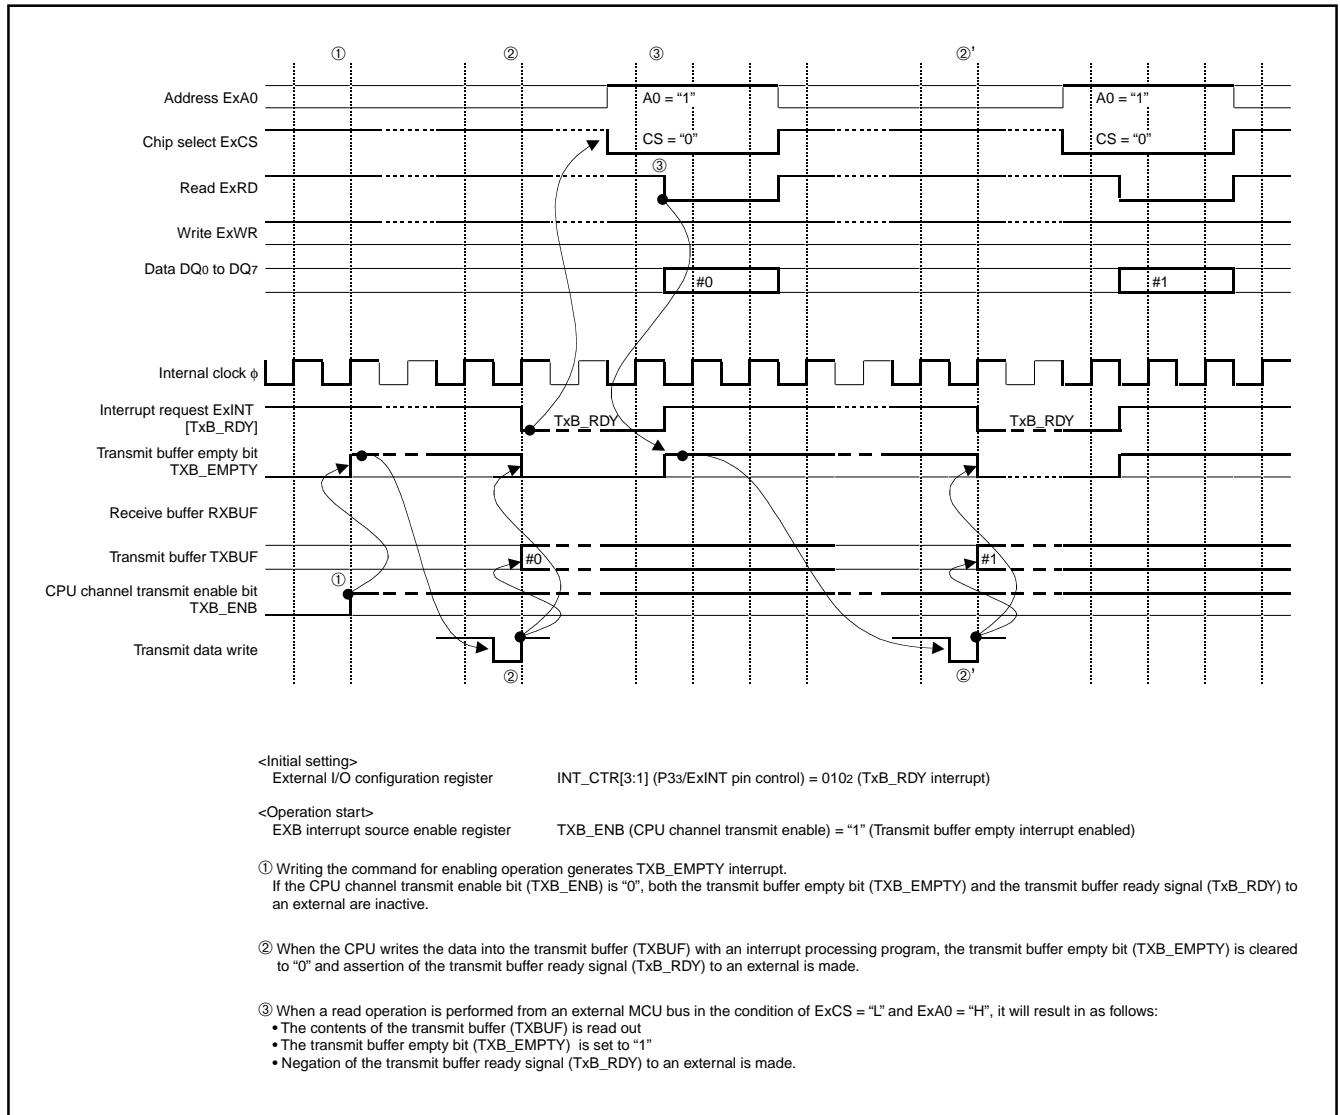 ① ② ③ ②’
Address ExA0
A0 = “1” A0 = “1”
Chip select ExCS
CS = “0” CS = “0”
③
Read ExRD
Write ExWR
Data DQ0 to DQ7
#0 #1
Internal clock ϕ
Interrupt request ExINT
[TxB_RDY]
TxB_RDY TxB_RDY
Transmit buffer empty bit
TXB_EMPTY
Receive buffer RXBUF
Transmit buffer TXBUF
#0 #1
CPU channel transmit enable bit
TXB_ENB
①
Transmit data write
② ②’
<Initial setting>
External I/O configuration register INT_CTR[3:1] (P33/ExINT pin control) = 0102 (TxB_RDY interrupt)
<Operation start>
EXB interrupt source enable register TXB_ENB (CPU channel transmit enable) = “1” (Transmit buffer empty interrupt enabled)
① Writing the command for enabling operation generates TXB_EMPTY interrupt.
If the CPU channel transmit enable bit (TXB_ENB) is “0”, both the transmit buffer empty bit (TXB_EMPTY) and the transmit buffer ready signal (TxB_RDY) to
an external are inactive.
② When the CPU writes the data into the transmit buffer (TXBUF) with an interrupt processing program, the transmit buffer empty bit (TXB_EMPTY) is cleared
to “0” and assertion of the transmit buffer ready signal (TxB_RDY) to an external is made.
③ When a read operation is performed from an external MCU bus in the condition of ExCS = “L” and ExA0 = “H”, it will result in as follows:
• The contents of the transmit buffer (TXBUF) is read out
• The transmit buffer empty bit (TXB_EMPTY) is set to “1”
• Negation of the transmit buffer ready signal (TxB_RDY) to an external is made.